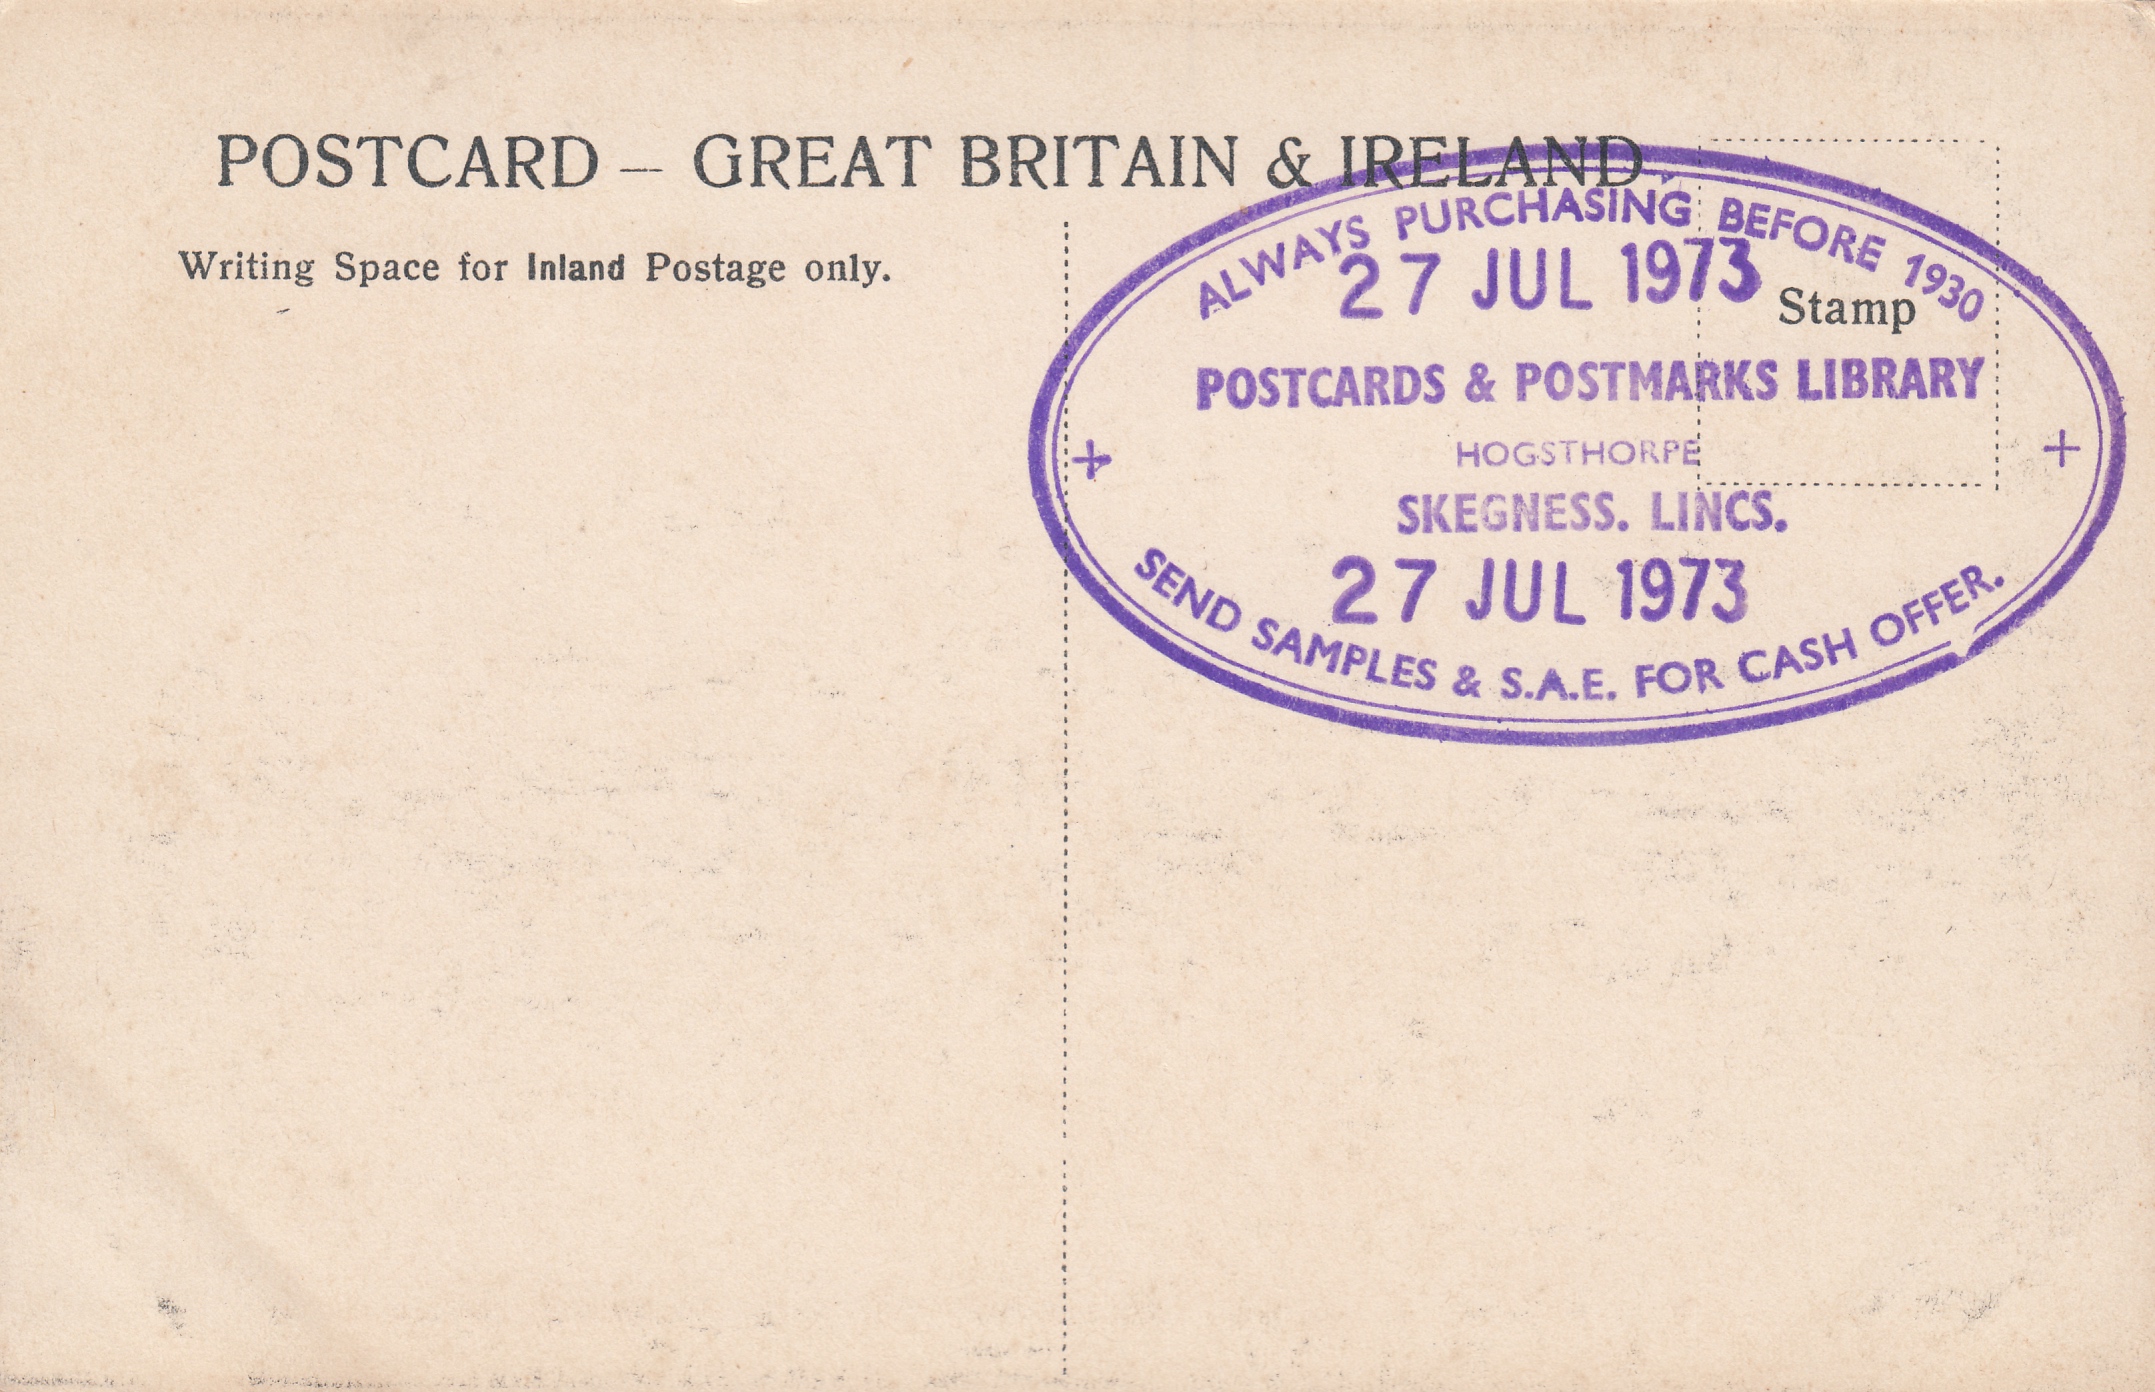 POSTCARD – GREAT BRITAIN & IRELAND
Writing Space for Inland Postage only.
Stamp
ALWAYS PURCHASING BEFORE 1930
27 JUL 1973
POSTCARDS & POSTMARKS LIBRARY
HOGSTHORPE
SKEGNESS. LINCS.
27 JUL 1973
SEND SAMPLES & S.A.E. FOR CASH OFFER.